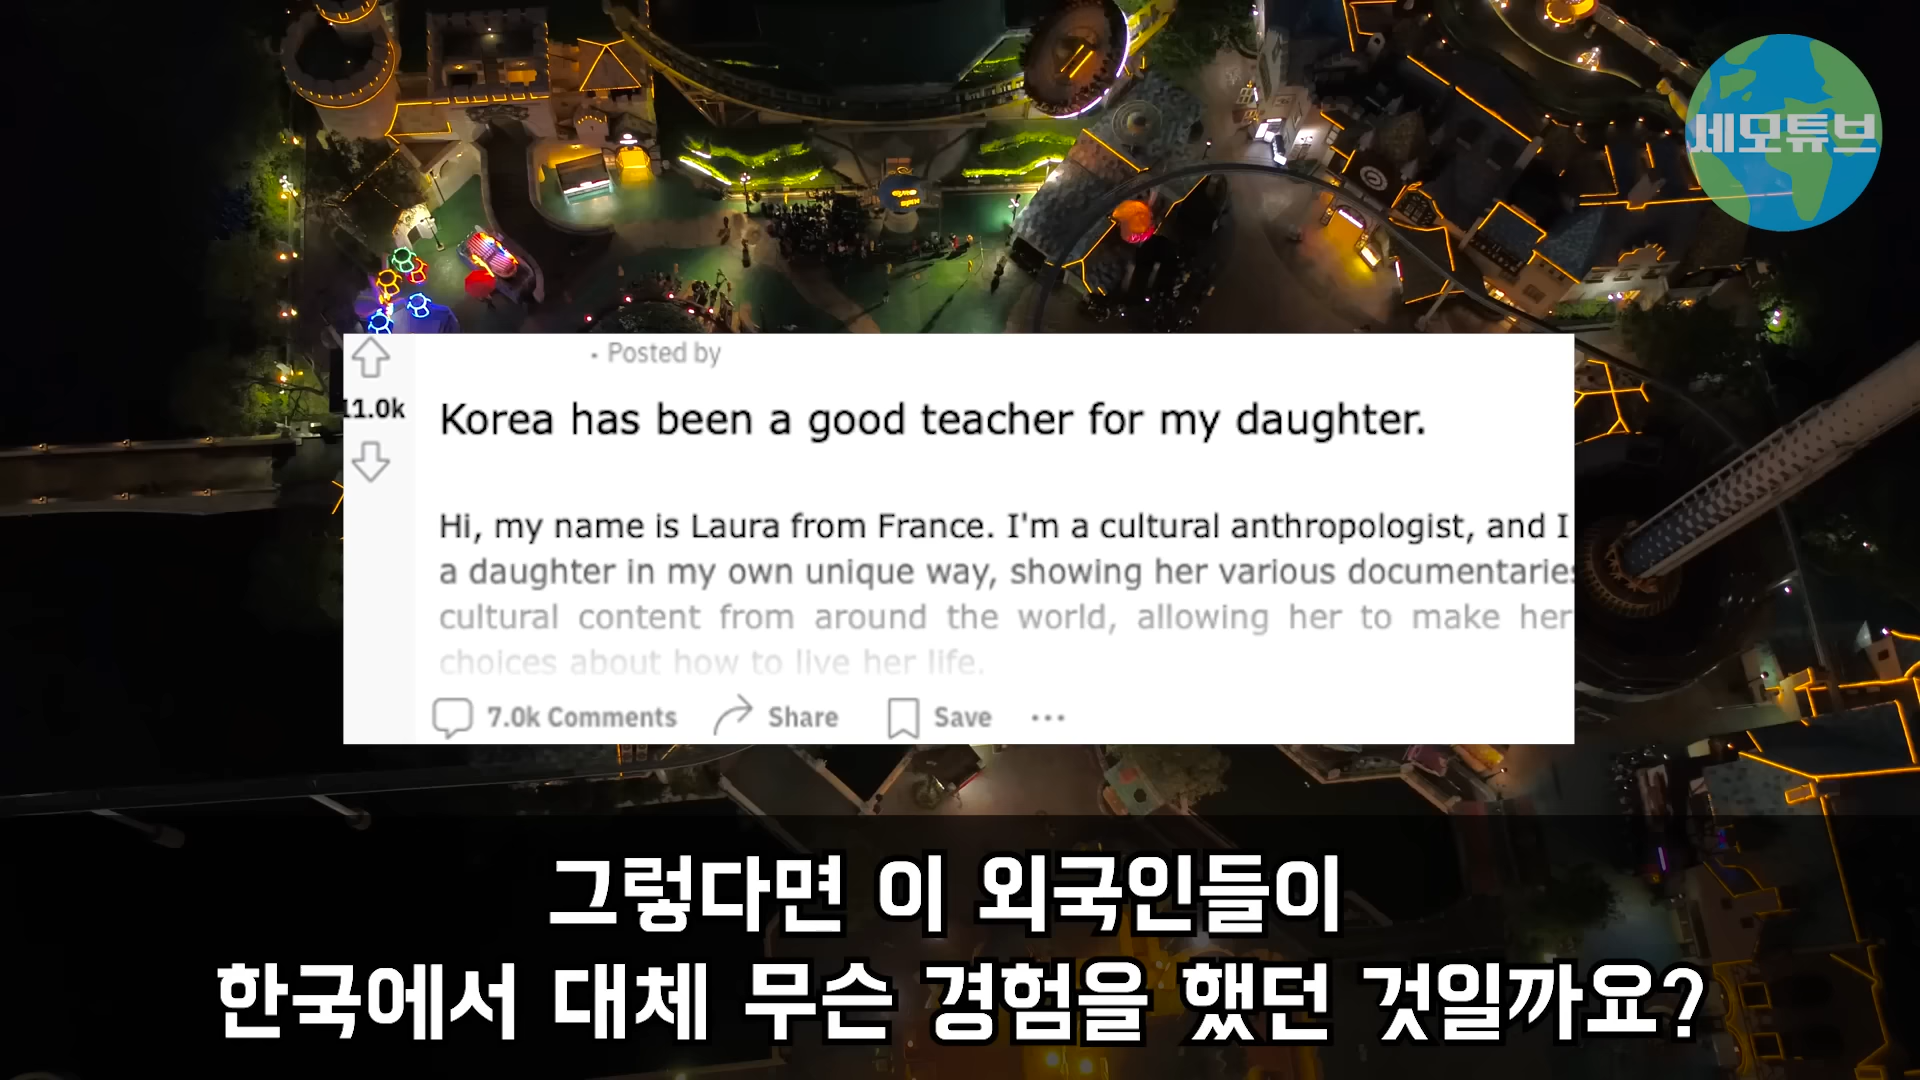 세모튜브
· Posted by
11.0k
Korea has been a good teacher for my daughter.
Hi, my name is Laura from France. I'm a cultural anthropologist, and I
a daughter in my own unique way, showing her various documentaries
cultural content from around the world, allowing her to make her
choices about how to live her life.
7.0k Comments Share Save ...
그렇다면 이 외국인들이
한국에서 대체 무슨 경험을 했던 것일까요?